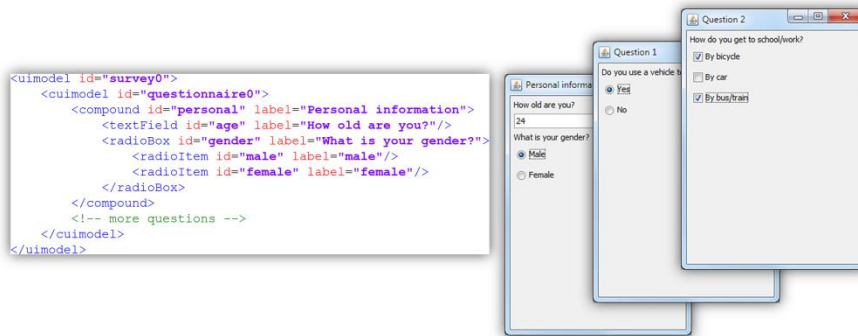 <uimodel id="survey0">
<cuimodel id="questionnaire0">
<compound id="personal" label="Personal information">
<textField id="age" label="How old are you?"/>
<radioBox id="gender" label="What is your gender?">
<radioItem id="male" label="male"/>
<radioItem id="female" label="female"/>
</radioBox>
</compound>
<!-- more questions -->
</cuimodel>
</uimodel>
Personal informa
How old are you?
24
What is your gender?
Male
Female
Question 1
Do you use a vehicle t
Yes
No
Question 2
How do you get to school/work?
By bicycle
By car
By bus/train